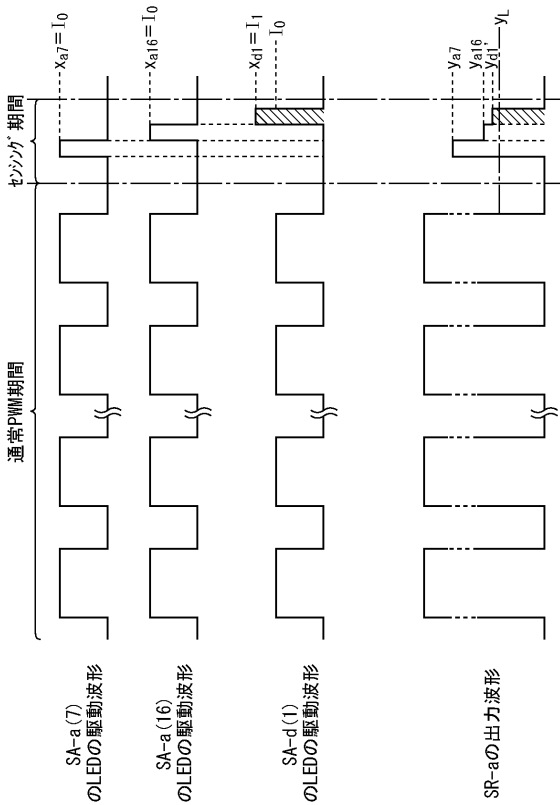 通常PWM期間
センシング期間
SA-a(7)
のLEDの駆動波形
xa7=I0
SA-a(16)
のLEDの駆動波形
xa16=I0
SA-d(1)
のLEDの駆動波形
xd1=I1
I0
SR-aの出力波形
ya7
ya16
yd1'
yL